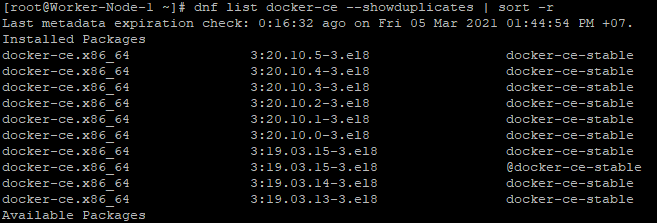 [root@Worker-Node-1 ~]# dnf list docker-ce --showduplicates | sort -r
Last metadata expiration check: 0:16:32 ago on Fri 05 Mar 2021 01:44:54 PM +07.
Installed Packages
docker-ce.x86_64 3:20.10.5-3.el8 docker-ce-stable
docker-ce.x86_64 3:20.10.4-3.el8 docker-ce-stable
docker-ce.x86_64 3:20.10.3-3.el8 docker-ce-stable
docker-ce.x86_64 3:20.10.2-3.el8 docker-ce-stable
docker-ce.x86_64 3:20.10.1-3.el8 docker-ce-stable
docker-ce.x86_64 3:20.10.0-3.el8 docker-ce-stable
docker-ce.x86_64 3:19.03.15-3.el8 docker-ce-stable
docker-ce.x86_64 3:19.03.15-3.el8 @docker-ce-stable
docker-ce.x86_64 3:19.03.14-3.el8 docker-ce-stable
docker-ce.x86_64 3:19.03.13-3.el8 docker-ce-stable
Available Packages